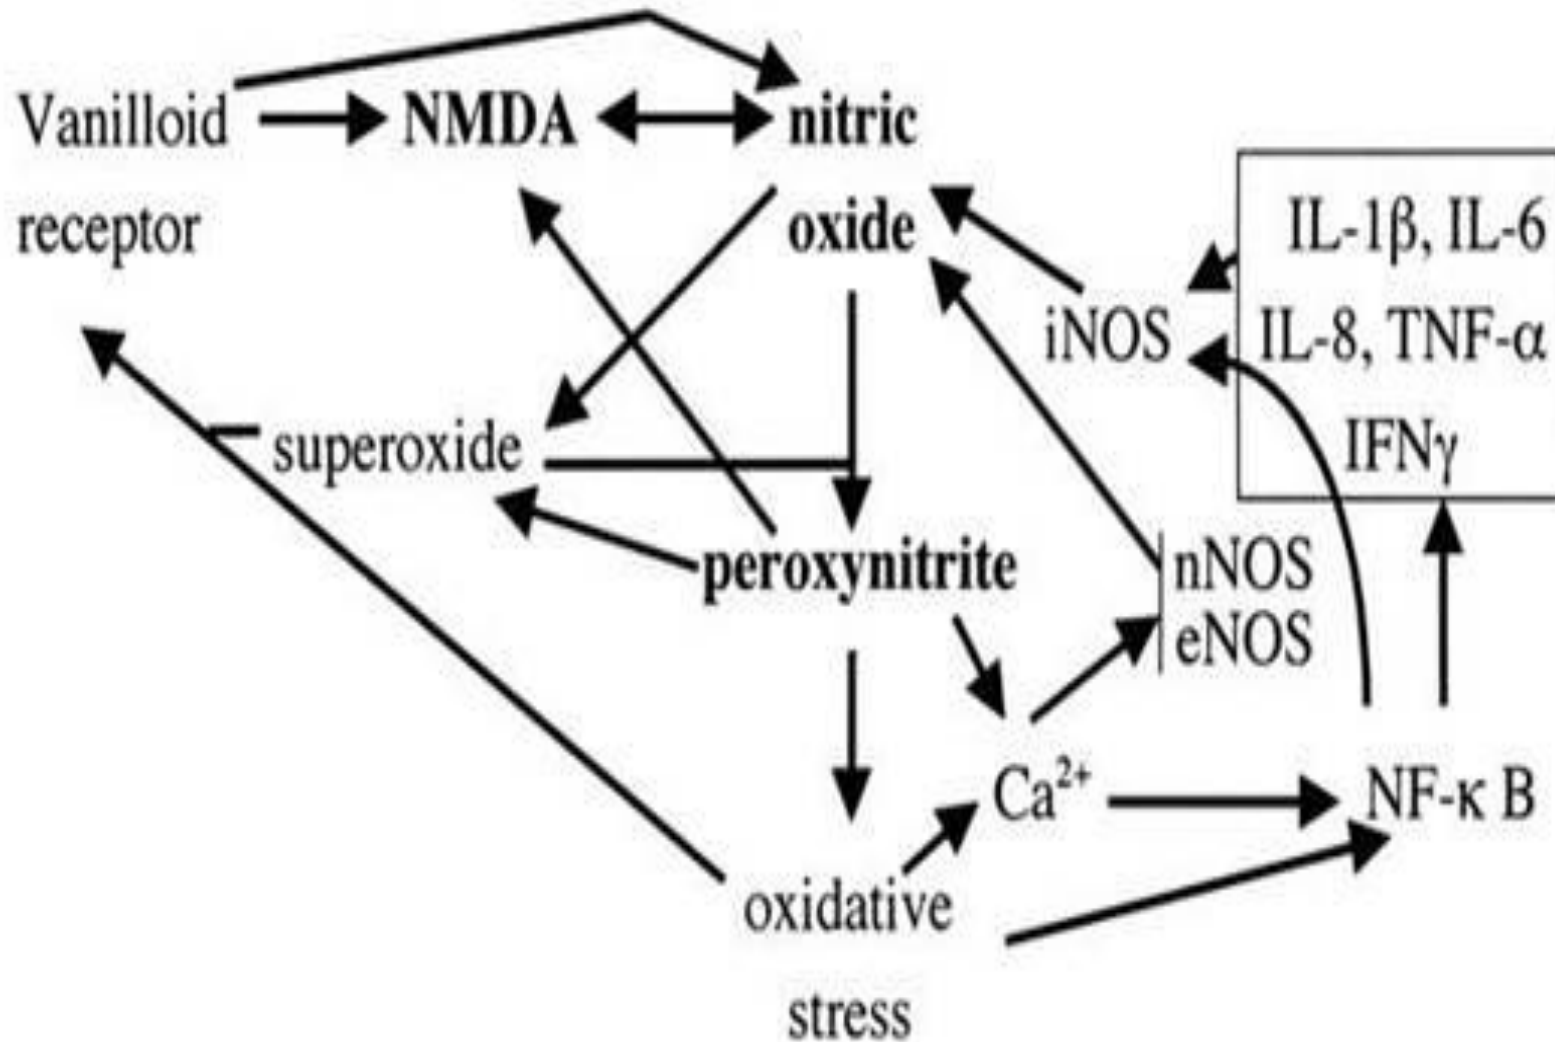 Vanilloid
receptor
NMDA
nitric
oxide
IL-1β, IL-6
IL-8, TNF-α
IFNγ
iNOS
superoxide
peroxynitrite
nNOS
eNOS
Ca²⁺
NF-κ B
oxidative
stress